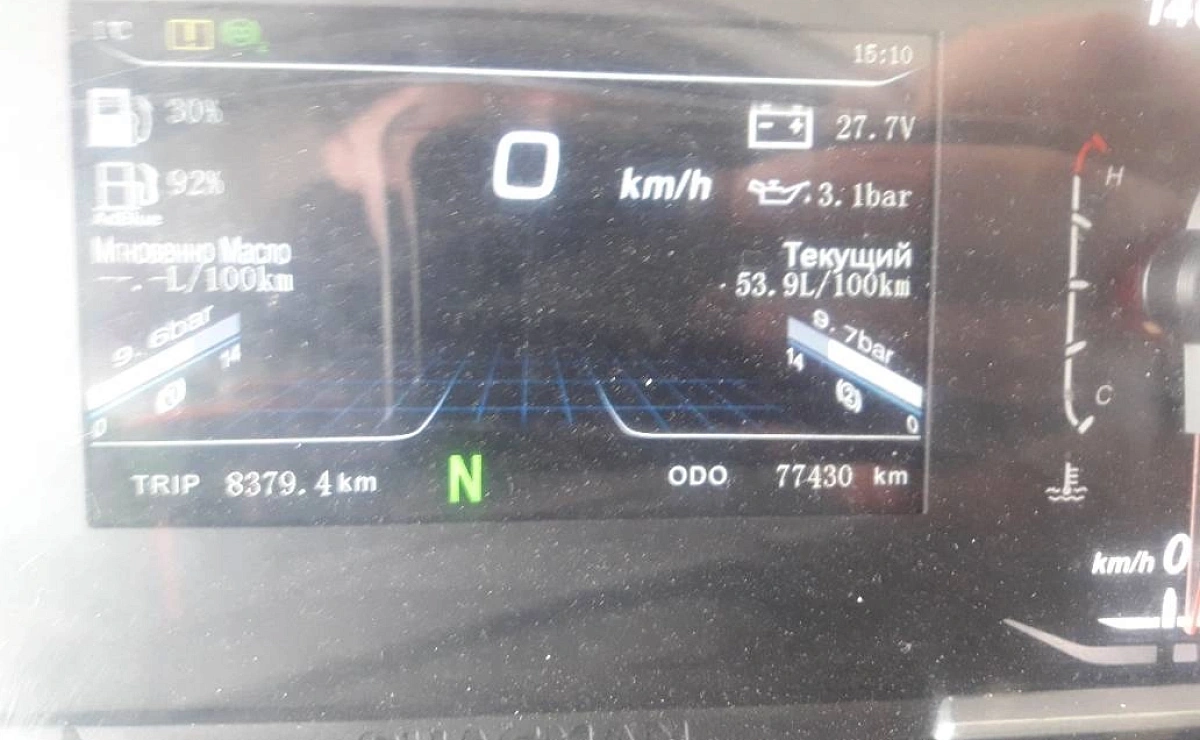 15:10
30%
27.7V
92%
AdBlue
0 km/h
3.1bar
Мгновенно Масло
L/100km
Текущий
53.9L/100km
9.6bar
14
0
9.7bar
14
0
TRIP 8379.4km
N
ODO 77430 km
H
C
km/h 0